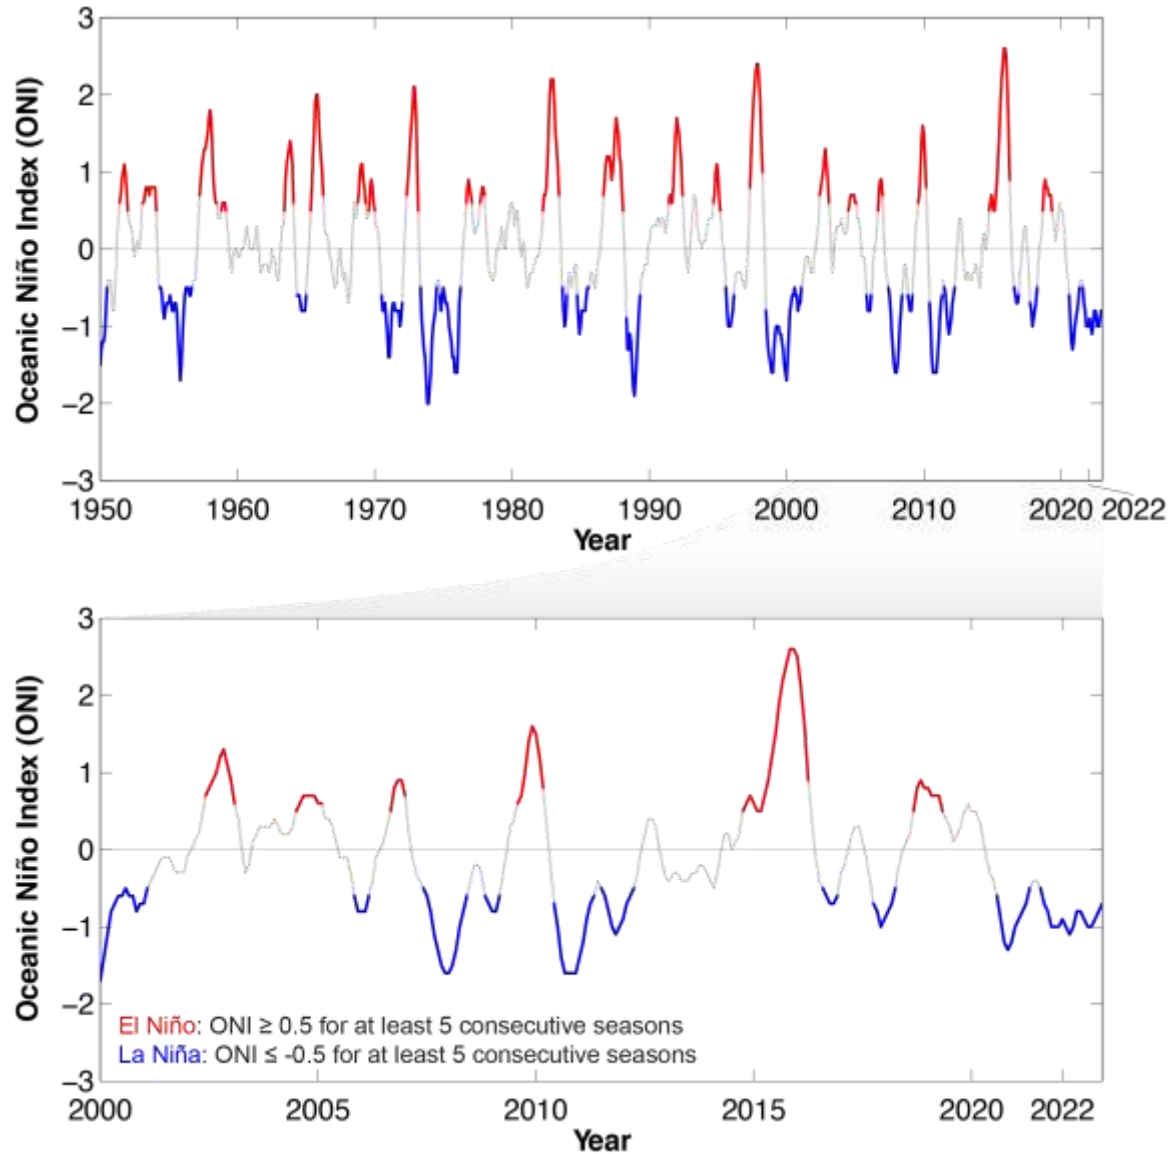 Oceanic Niño Index (ONI)
3
2
1
0
−1
−2
−3
1950 1960 1970 1980 1990 2000 2010 2020 2022
Year
Oceanic Niño Index (ONI)
3
2
1
0
−1
−2
−3
El Niño: ONI ≥ 0.5 for at least 5 consecutive seasons
La Niña: ONI ≤ -0.5 for at least 5 consecutive seasons
2000 2005 2010 2015 2020 2022
Year